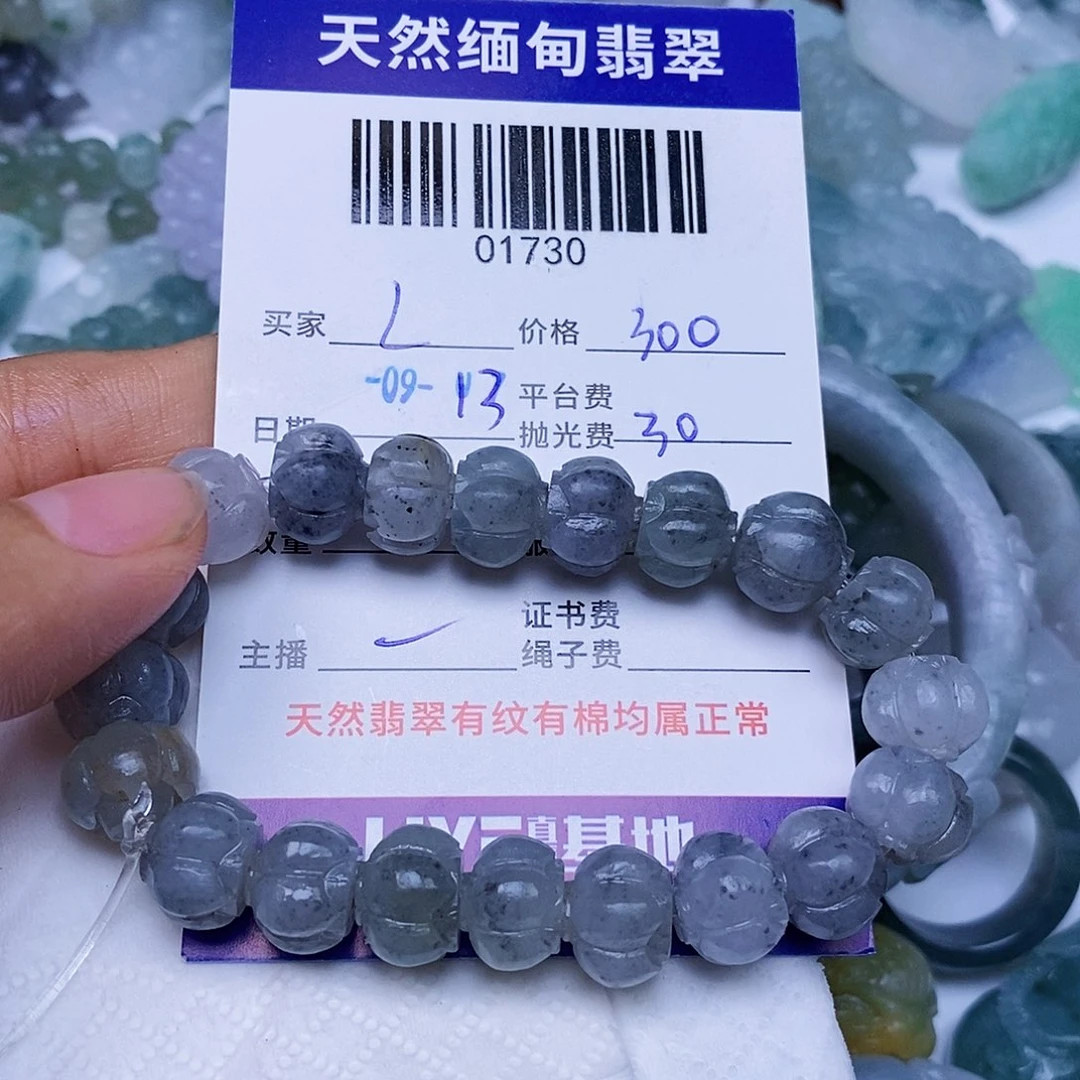 天然缅甸翡翠
01730
买家 L 价格 300
-09- 13 平台费
日期 抛光费 30
数量
证书费
主播 绳子费
天然翡翠有纹有棉均属正常
基地